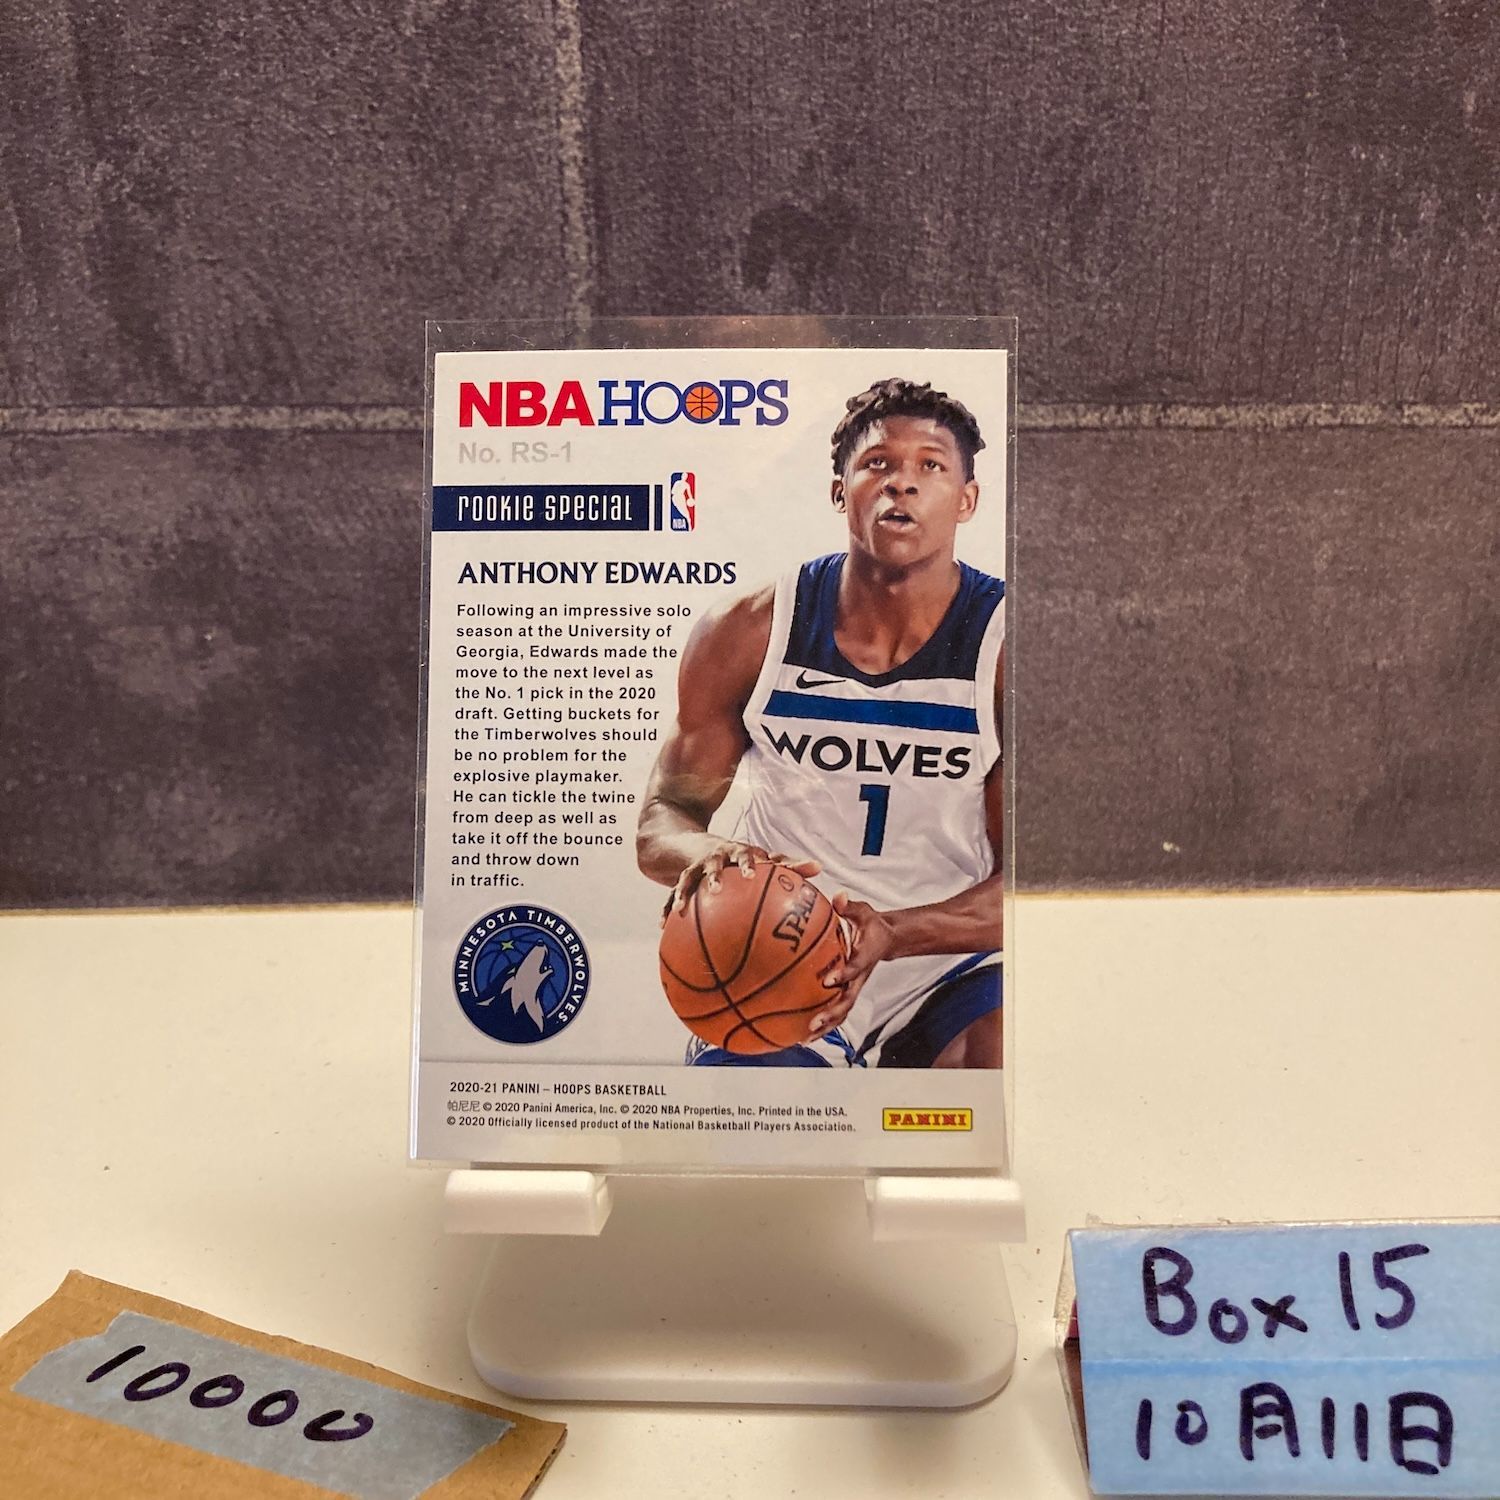 NBA HOOPS
No. RS-1
ROOKIE SPECIAL
NBA
ANTHONY EDWARDS
Following an impressive solo
season at the University of
Georgia, Edwards made the
move to the next level as
the No. 1 pick in the 2020
draft. Getting buckets for
the Timberwolves should
be no problem for the
explosive playmaker.
He can tickle the twine
from deep as well as
take it off the bounce
and throw down
in traffic.
WOLVES
1
MINNESOTA TIMBERWOLVES
2020-21 PANINI – HOOPS BASKETBALL
帕尼尼 © 2020 Panini America, Inc. © 2020 NBA Properties, Inc. Printed in the USA.
© 2020 Officially licensed product of the National Basketball Players Association.
PANINI
10000
Box 15
10月11日